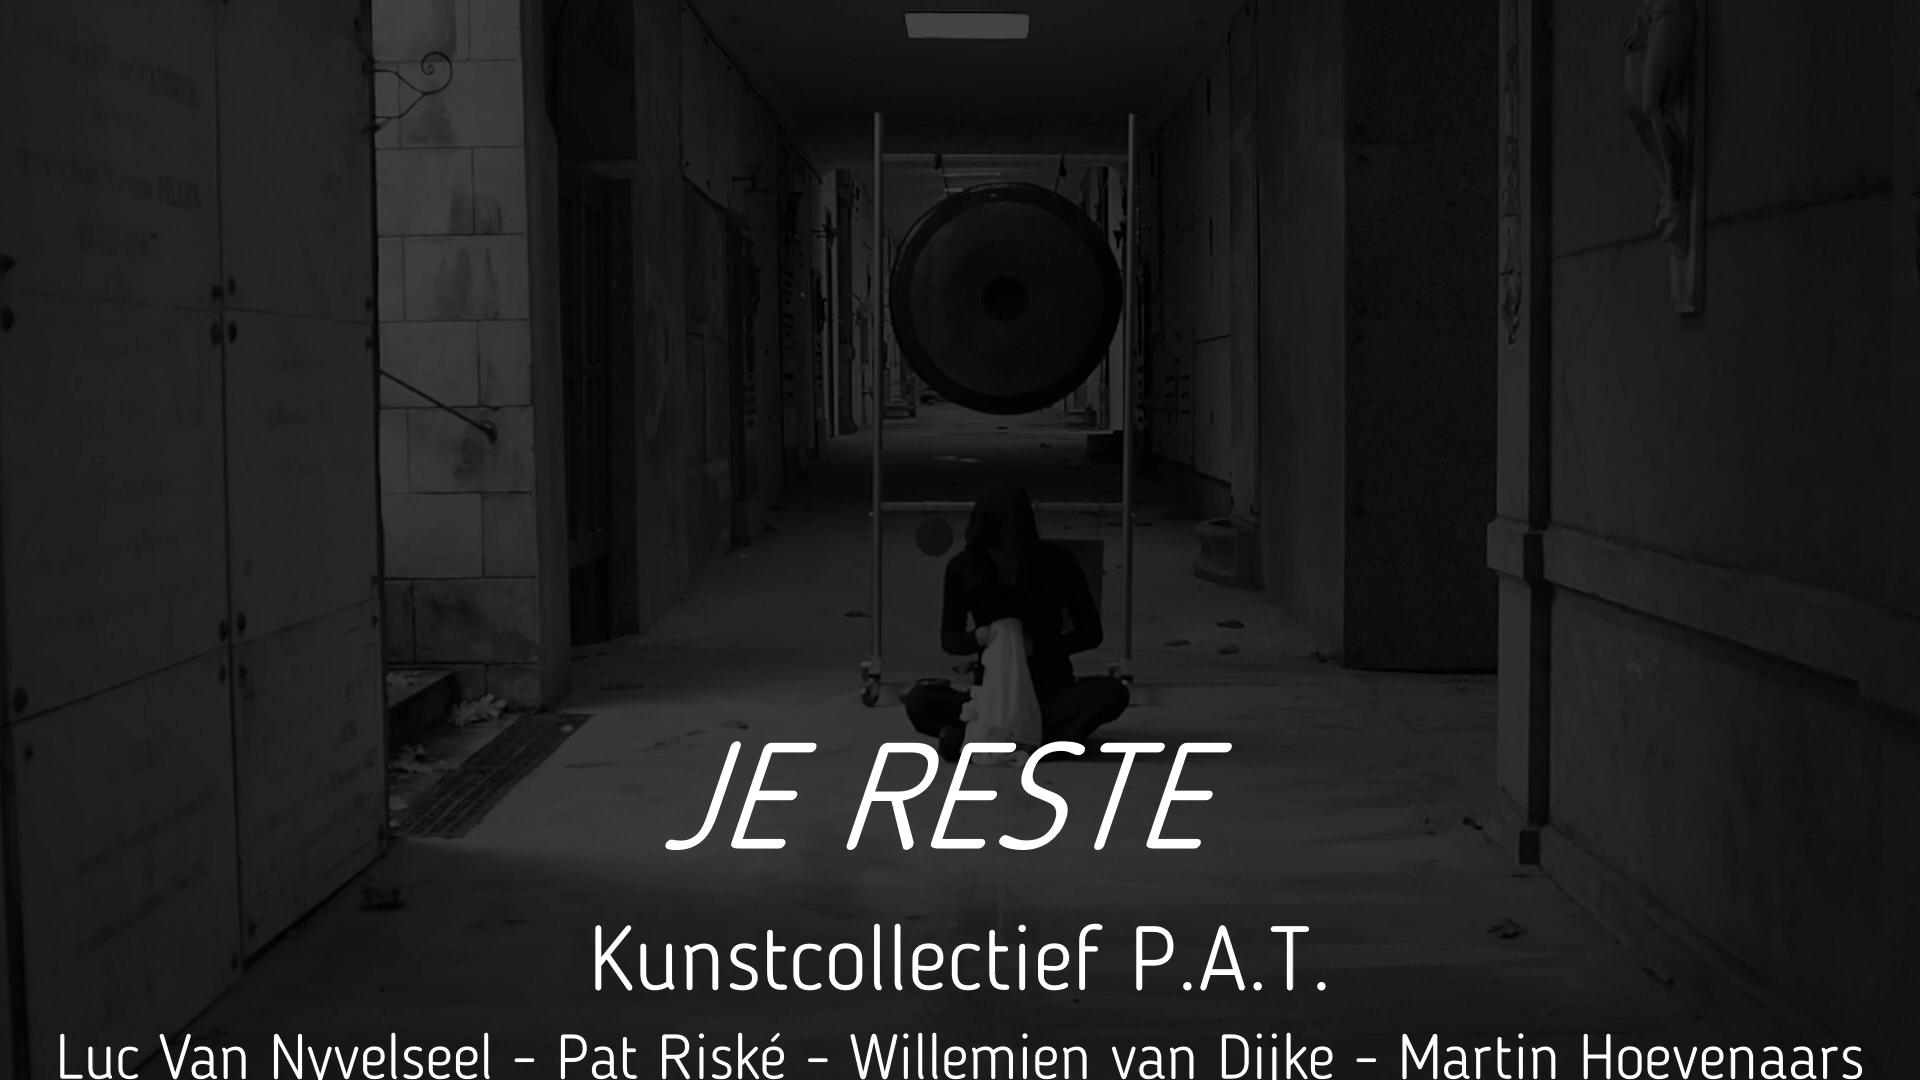 JE RESTE
Kunstcollectief P.A.T.
Luc Van Nyvelseel - Pat Riské - Willemien van Dijke - Martin Hoevenaars